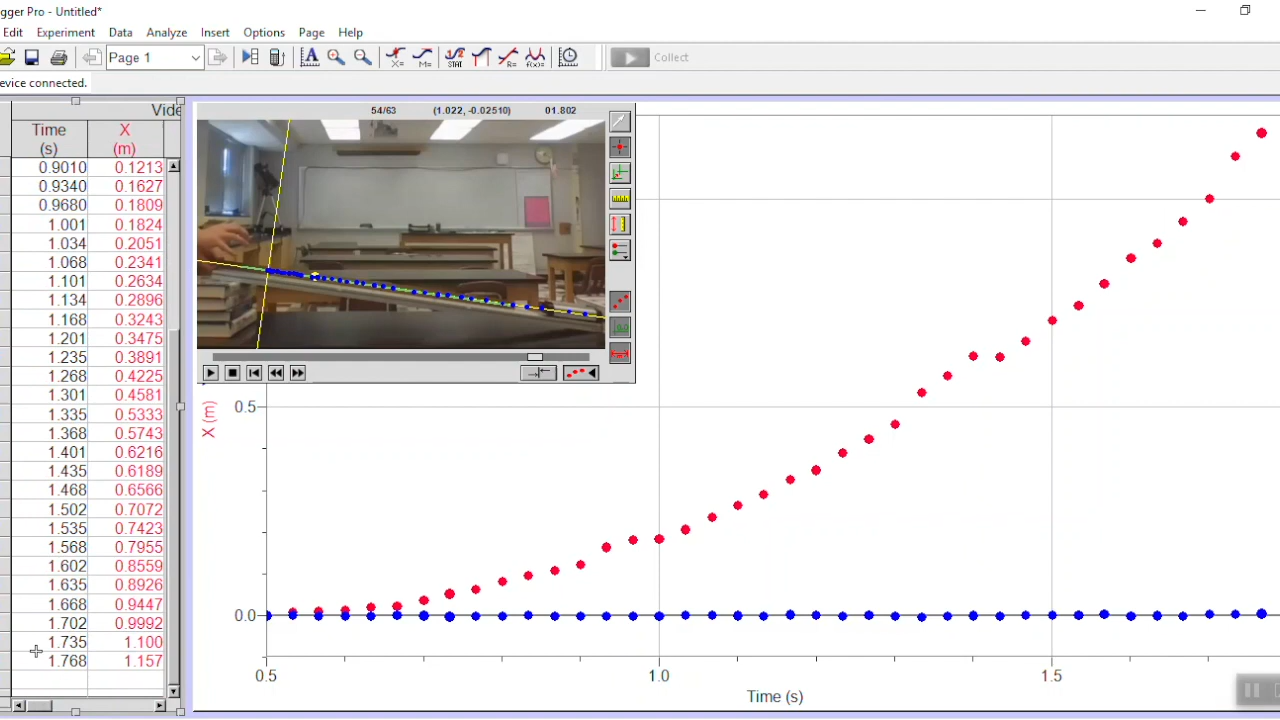 gger Pro - Untitled*
Edit Experiment Data Analyze Insert Options Page Help
Page 1
Collect
evice connected.
Vide
Time X
(s) (m)
0.9010 0.1213
0.9340 0.1627
0.9680 0.1809
1.001 0.1824
1.034 0.2051
1.068 0.2341
1.101 0.2634
1.134 0.2896
1.168 0.3243
1.201 0.3475
1.235 0.3891
1.268 0.4225
1.301 0.4581
1.335 0.5333
1.368 0.5743
1.401 0.6216
1.435 0.6189
1.468 0.6566
1.502 0.7072
1.535 0.7423
1.568 0.7955
1.602 0.8559
1.635 0.8926
1.668 0.9447
1.702 0.9992
1.735 1.100
1.768 1.157
54/63 (1.022, -0.02510) 01.802
X (m)
0.5
0.0
0.5 1.0 1.5
Time (s)